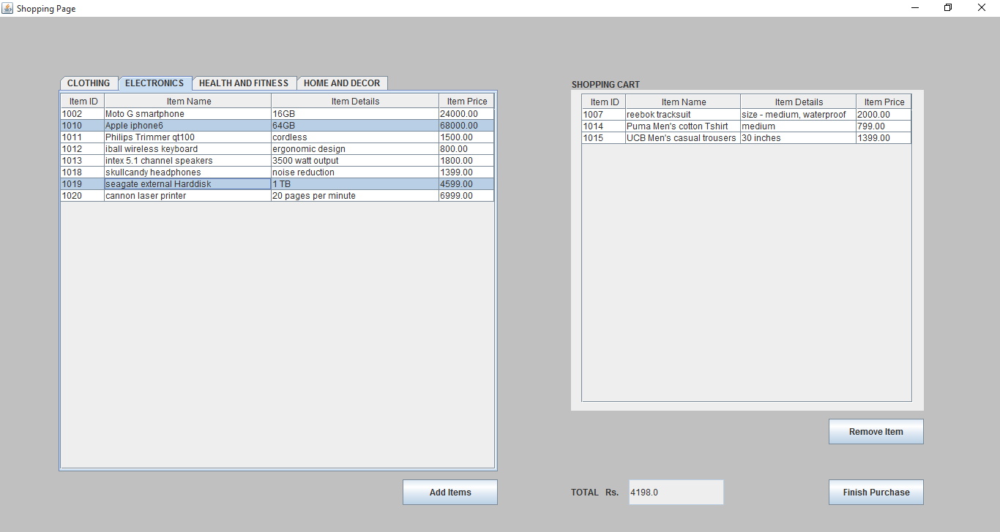 Shopping Page
CLOTHING ELECTRONICS HEALTH AND FITNESS HOME AND DECOR
Item ID Item Name Item Details Item Price
1002 Moto G smartphone 16GB 24000.00
1010 Apple iphone6 64GB 68000.00
1011 Philips Trimmer qt100 cordless 1500.00
1012 iball wireless keyboard ergonomic design 800.00
1013 intex 5.1 channel speakers 3500 watt output 1800.00
1018 skullcandy headphones noise reduction 1399.00
1019 seagate external Harddisk 1 TB 4599.00
1020 cannon laser printer 20 pages per minute 6999.00
Add Items
SHOPPING CART
Item ID Item Name Item Details Item Price
1007 reebok tracksuit size - medium, waterproof 2000.00
1014 Puma Men's cotton Tshirt medium 799.00
1015 UCB Men's casual trousers 30 inches 1399.00
Remove Item
TOTAL Rs. 4198.0
Finish Purchase